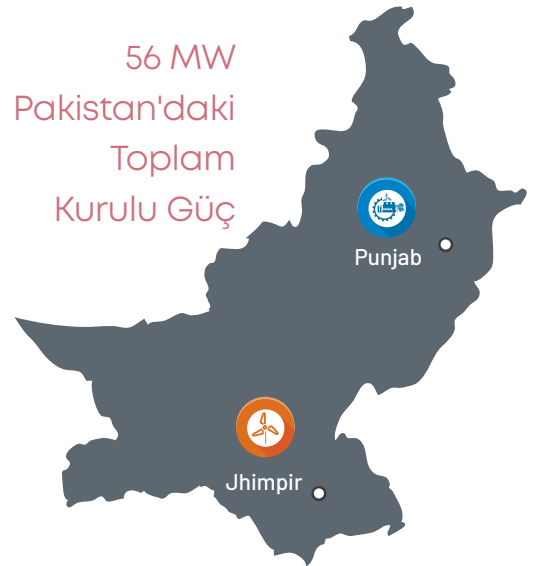 56 MW
Pakistan'daki
Toplam
Kurulu Güç
Punjab
Jhimpir